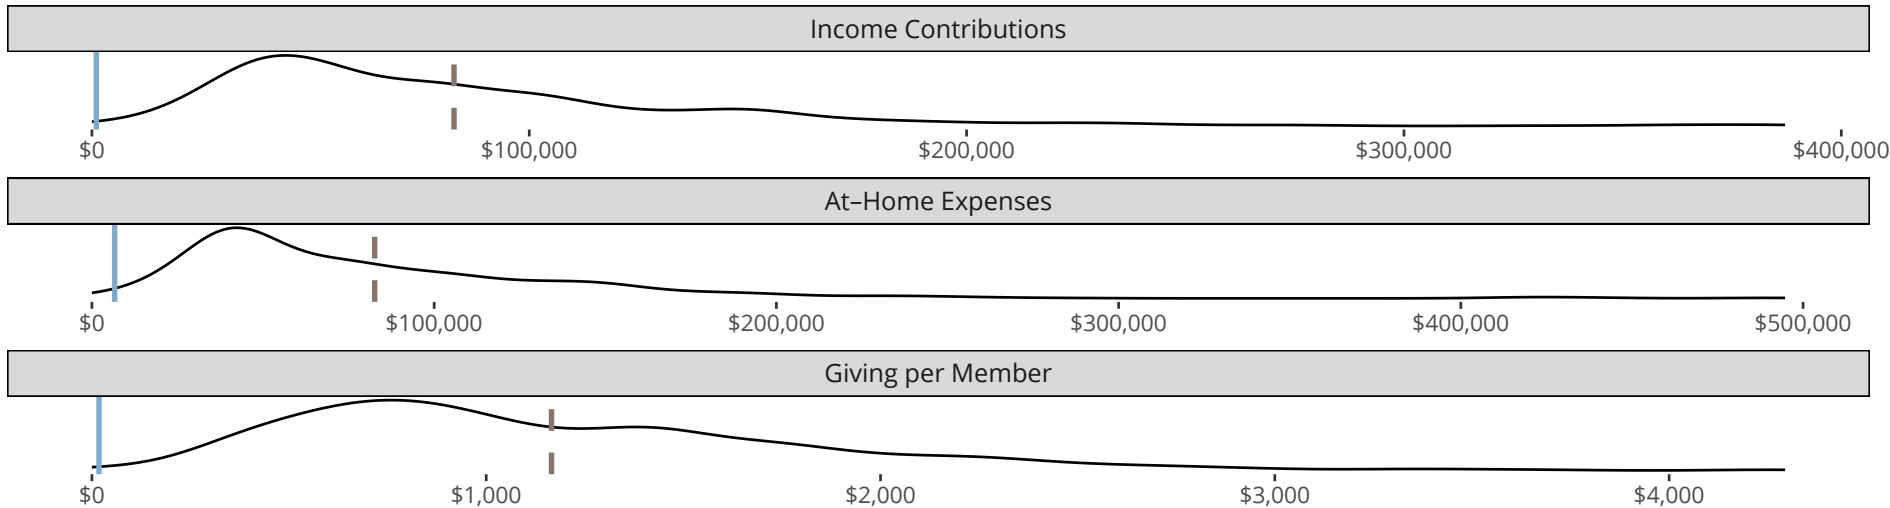 Income Contributions
$0 $100,000 $200,000 $300,000 $400,000
At–Home Expenses
$0 $100,000 $200,000 $300,000 $400,000 $500,000
Giving per Member
$0 $1,000 $2,000 $3,000 $4,000